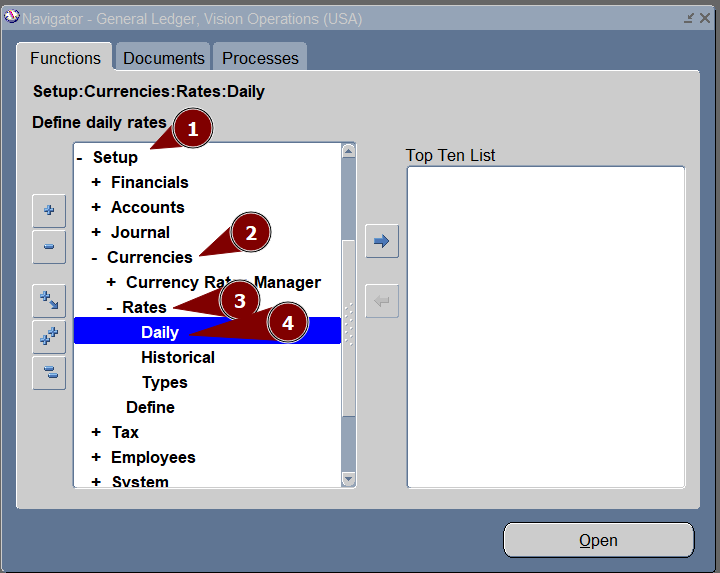 Navigator - General Ledger, Vision Operations (USA)
Functions Documents Processes
Setup:Currencies:Rates:Daily
Define daily rates
1
Top Ten List
- Setup
+ Financials
+ Accounts
+ Journal
2
- Currencies
+ Currency Rates Manager
3
- Rates
4
Daily
Historical
Types
Define
+ Tax
+ Employees
+ System
Open